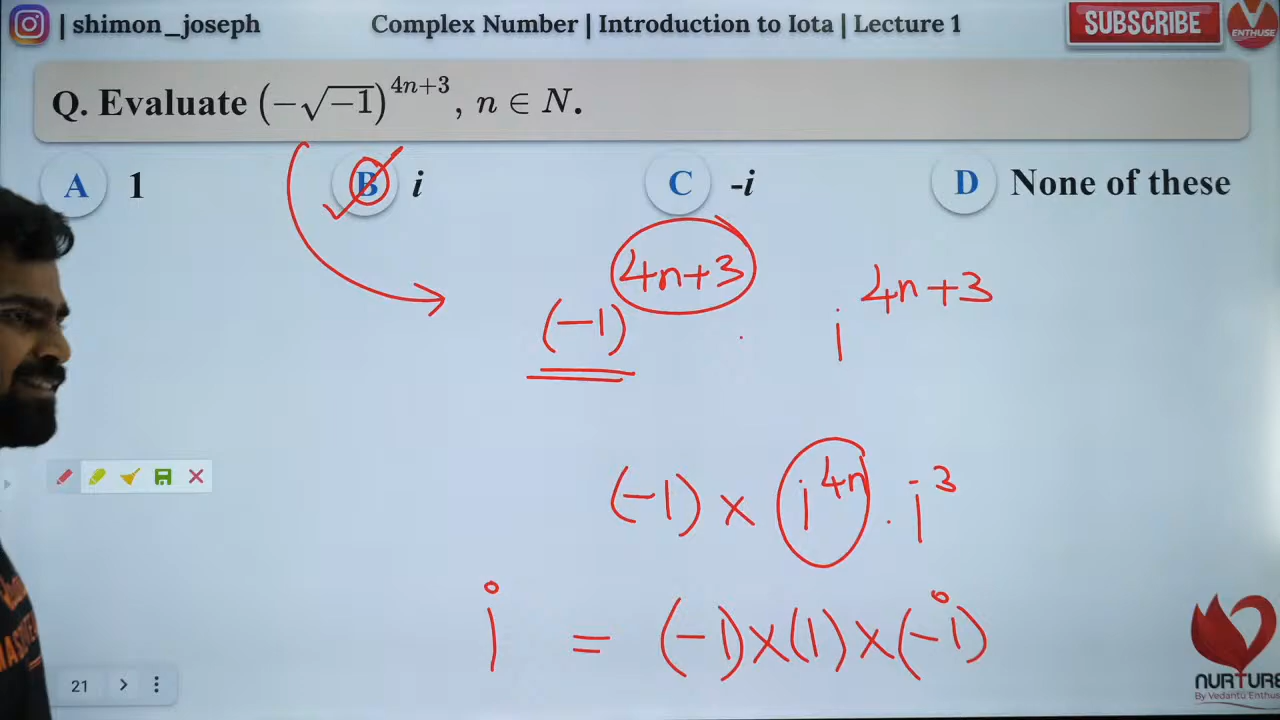 | shimon_joseph
Complex Number | Introduction to Iota | Lecture 1
SUBSCRIBE
ENTHUSE
Q. Evaluate (−√−1)^{4n+3}, n ∈ N.
A 1
B i
C -i
D None of these
(−1)^{4n+3} · i^{4n+3}
(−1) × i^{4n} · i^3
i = (−1)×(1)×(−i)
21
NURTURE
By Vedantu Enthuse